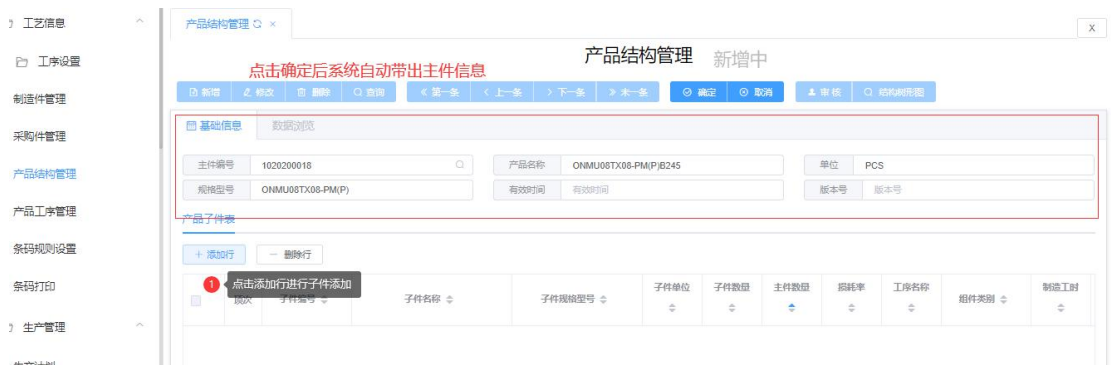 工艺信息
工序设置
制造件管理
采购件管理
产品结构管理
产品工序管理
条码规则设置
条码打印
生产管理
产品结构管理 ×
X
产品结构管理 新增中
点击确定后系统自动带出主件信息
新增 修改 删除 查询 « 第一条 < 上一条 > 下一条 » 末一条 确定 取消 审核 结构树形图
基础信息 数据浏览
主件编号 1020200018 产品名称 ONMU08TX08-PM(P)B245 单位 PCS
规格型号 ONMU08TX08-PM(P) 有效时间 有效时间 版本号 版本号
产品子件表
+ 添加行 — 删除行
1 点击添加行进行子件添加
项次 子件编号 子件名称 子件规格型号 子件单位 子件数量 主件数量 损耗率 工序名称 组件类别 制造工时